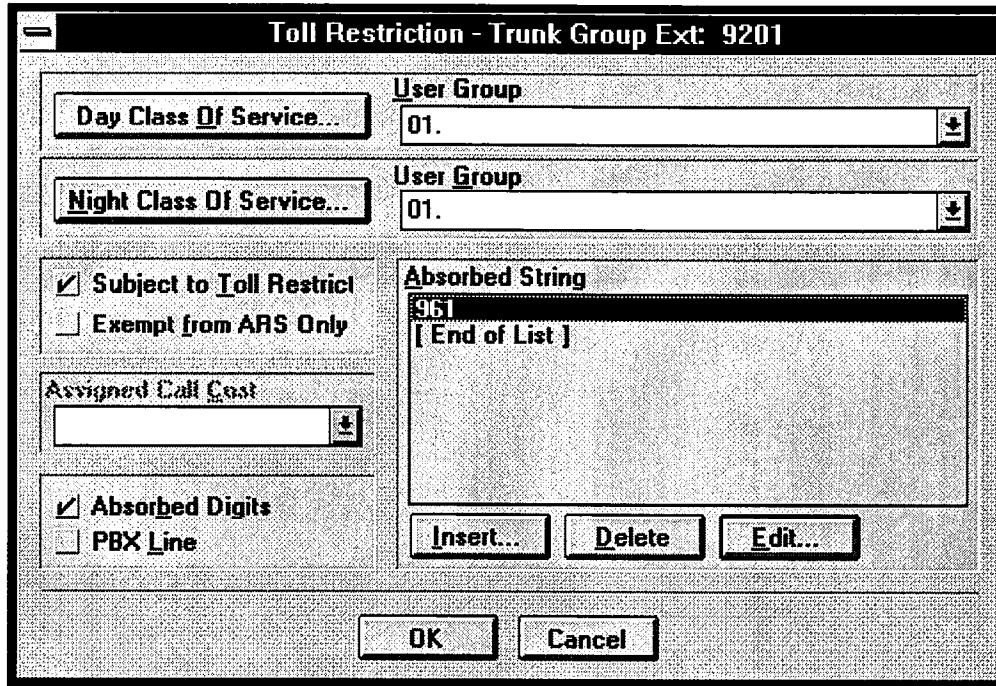 Toll Restriction - Trunk Group Ext: 9201
User Group
Day Class Of Service...
01.
User Group
Night Class Of Service...
01.
Subject to Toll Restrict
Exempt from ARS Only
Assigned Call Cost
Absorbed Digits
PBX Line
Absorbed String
961
[ End of List ]
Insert...
Delete
Edit...
OK
Cancel